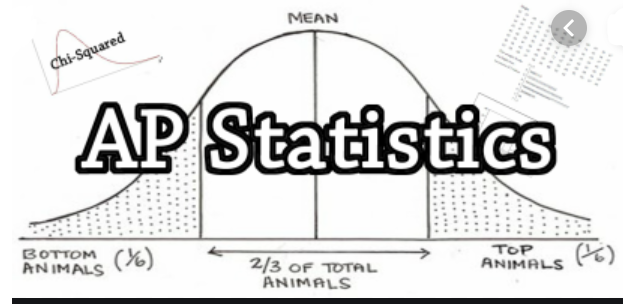 MEAN
Chi-Squared
AP Statistics
BOTTOM
ANIMALS (1/6)
2/3 OF TOTAL
ANIMALS
TOP
ANIMALS (1/6)